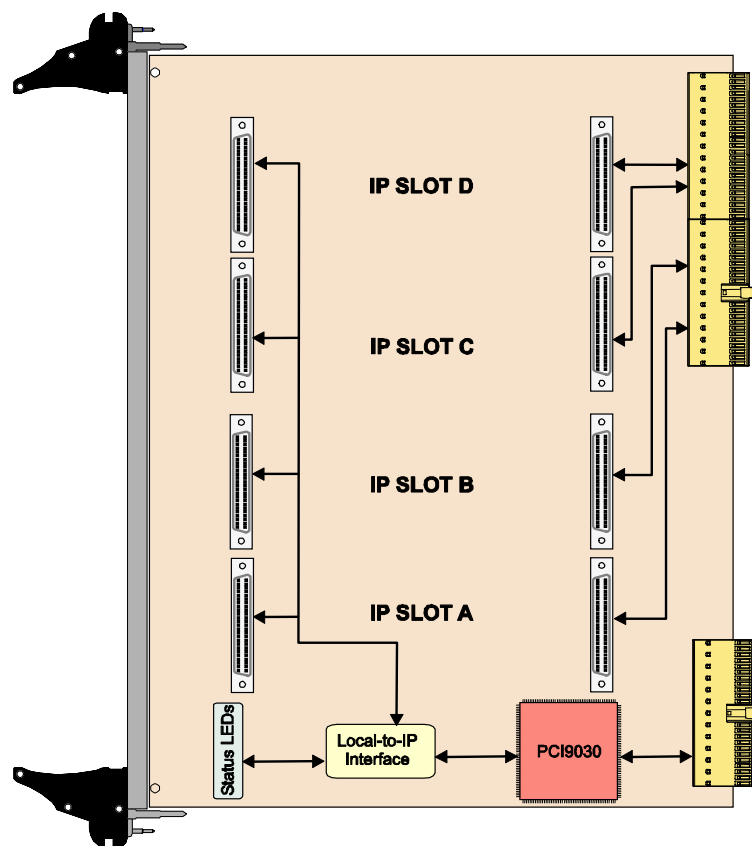 IP SLOT D
IP SLOT C
IP SLOT B
IP SLOT A
Status LEDs
Local-to-IP
Interface
PCI9030